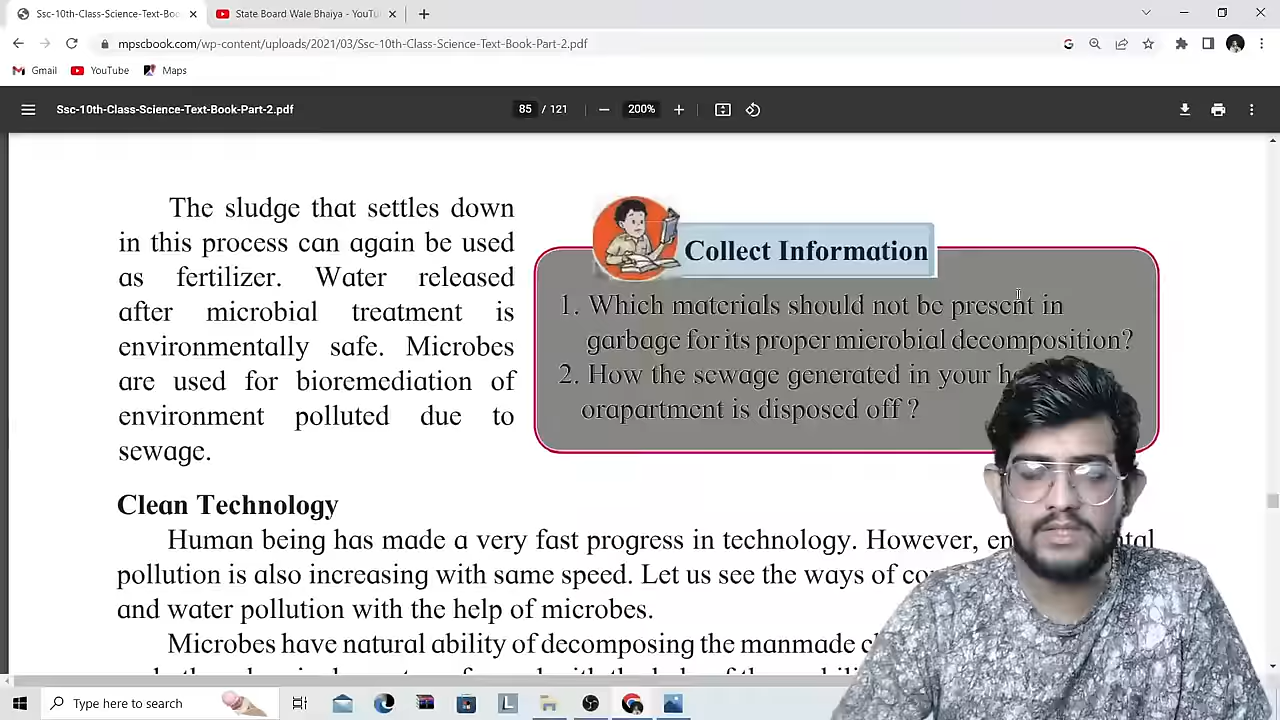 Ssc-10th-Class-Science-Text-Boo
State Board Wale Bhaiya - YouTu
mpscbook.com/wp-content/uploads/2021/03/Ssc-10th-Class-Science-Text-Book-Part-2.pdf
Gmail YouTube Maps
Ssc-10th-Class-Science-Text-Book-Part-2.pdf
85 / 121
200%
The sludge that settles down
in this process can again be used
as fertilizer. Water released
after microbial treatment is
environmentally safe. Microbes
are used for bioremediation of
environment polluted due to
sewage.
Collect Information
1. Which materials should not be present in
garbage for its proper microbial decomposition?
2. How the sewage generated in your
orapartment is disposed off ?
Clean Technology
Human being has made a very fast progress in technology. However,
pollution is also increasing with same speed. Let us see the ways of
and water pollution with the help of microbes.
Microbes have natural ability of decomposing the manmade
Type here to search
L